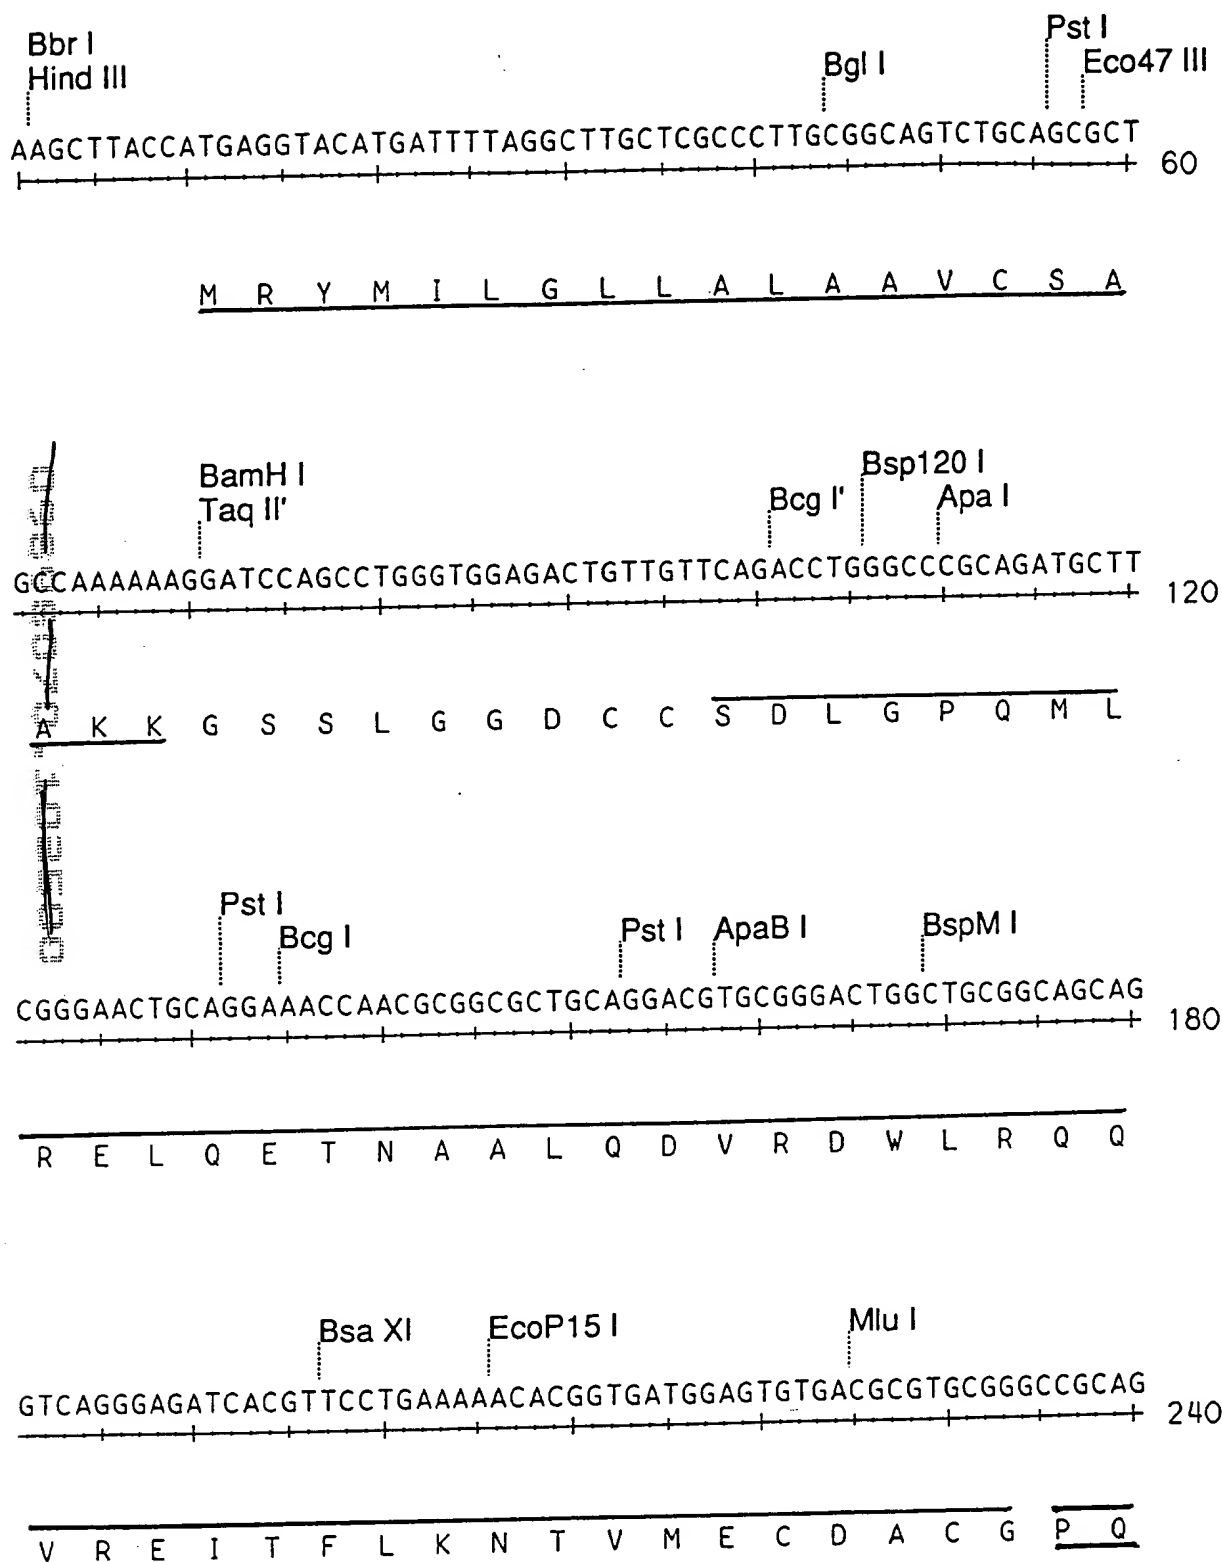 Pst I
Bbr I
Bgl I
Eco47 III
Hind III
AAGCTTACCATGAGGTACATGATTTTAGGCTTGCTCGCCCTTGCGGCAGTCTGCAGCGCT
60
M R Y M I L G L L A L A A V C S A
BamH I
Bsp120 I
Taq II'
Bcg I'
Apa I
GCCAAAAAAGGATCCAGCCTGGGTGGAGACTGTTGTTCAGACCTGGGCCCGCAGATGCTT
120
A K K G S S L G G D C C S D L G P Q M L
Pst I
Bcg I
Pst I
ApaB I
BspM I
CGGGAACTGCAGGAAACCAACGCGGCGCTGCAGGACGTGCGGGACTGGCTGCGGCAGCAG
180
R E L Q E T N A A L Q D V R D W L R Q Q
Bsa XI
EcoP15 I
Mlu I
GTCAGGGAGATCACGTTCCTGAAAAACACGGTGATGGAGTGTGACGCGTGCGGGCCGCAG
240
V R E I T F L K N T V M E C D A C G P Q